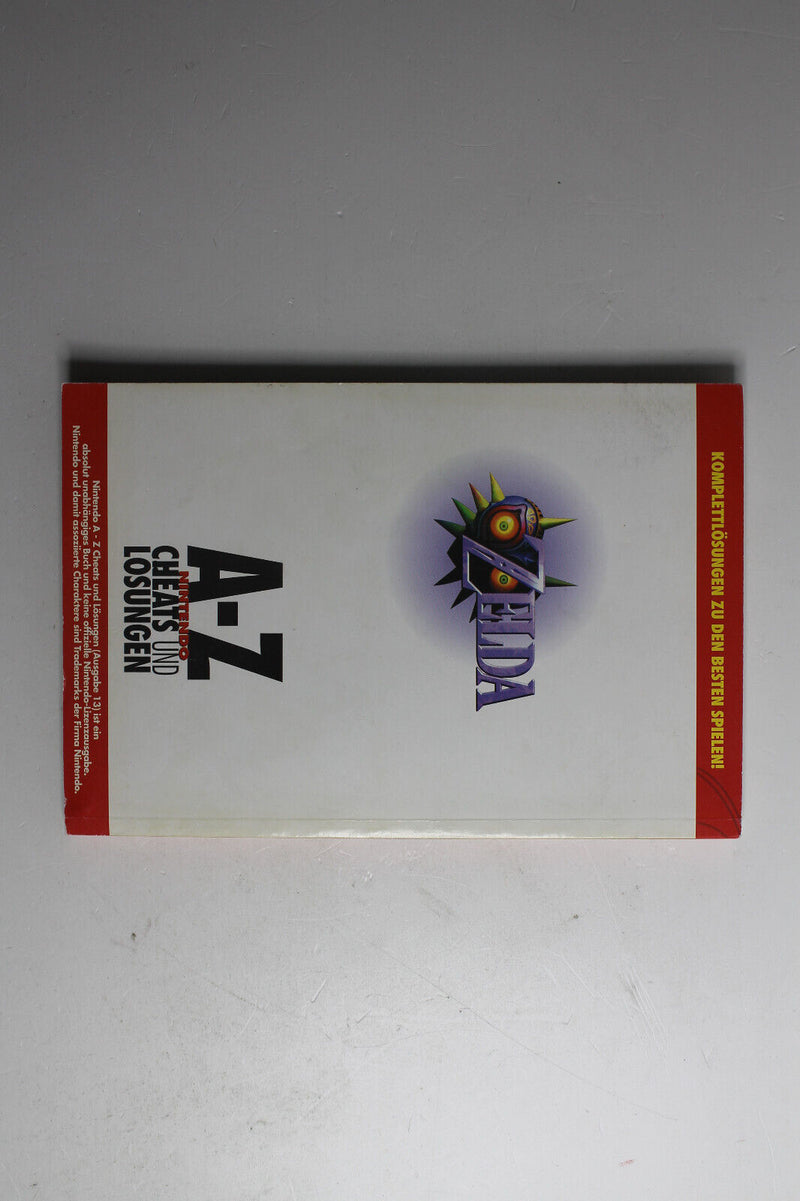 KOMPLETTLÖSUNGEN ZU DEN BESTEN SPIELEN!
ZELDA
A-Z
NINTENDO
CHEATS UND
LÖSUNGEN
Nintendo A - Z Cheats und Lösungen (Ausgabe 13) ist ein
absolut unabhängiges Buch und keine offizielle Nintendo-Lizenzausgabe.
Nintendo und damit assoziierte Charaktere sind Trademarks der Firma Nintendo.